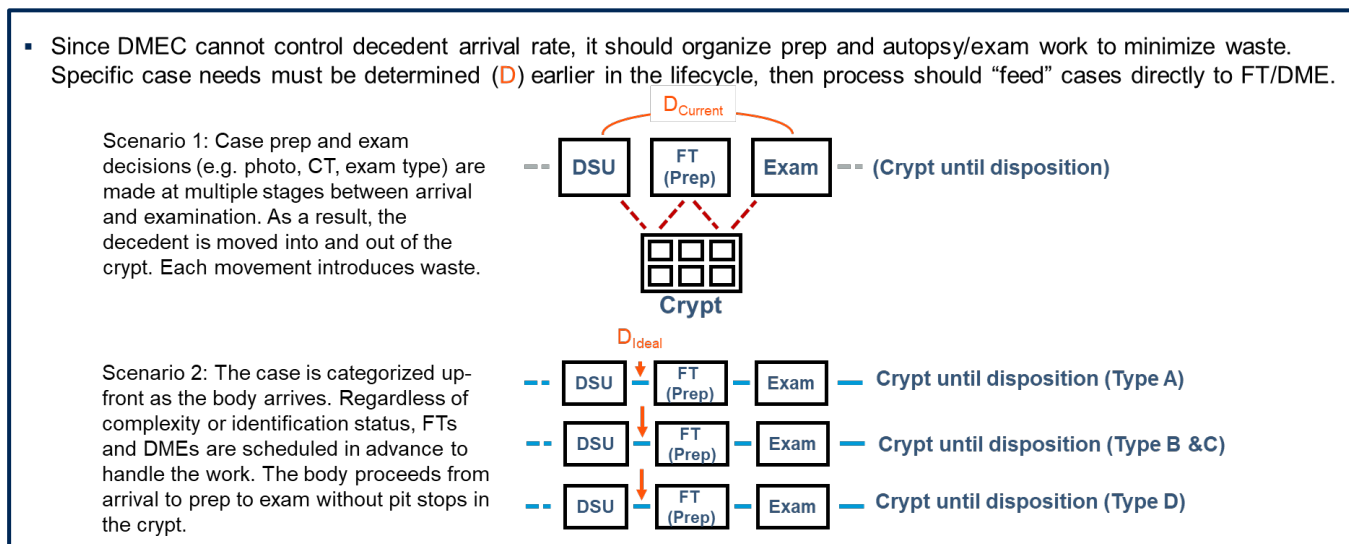 ▪ Since DMEC cannot control decedent arrival rate, it should organize prep and autopsy/exam work to minimize waste.
Specific case needs must be determined (D) earlier in the lifecycle, then process should “feed” cases directly to FT/DME.
D Current
Scenario 1: Case prep and exam
decisions (e.g. photo, CT, exam type) are
made at multiple stages between arrival
and examination. As a result, the
decedent is moved into and out of the
crypt. Each movement introduces waste.
DSU
FT
(Prep)
Exam
(Crypt until disposition)
Crypt
D Ideal
Scenario 2: The case is categorized up-
front as the body arrives. Regardless of
complexity or identification status, FTs
and DMEs are scheduled in advance to
handle the work. The body proceeds from
arrival to prep to exam without pit stops in
the crypt.
DSU
FT
(Prep)
Exam
Crypt until disposition (Type A)
DSU
FT
(Prep)
Exam
Crypt until disposition (Type B &C)
DSU
FT
(Prep)
Exam
Crypt until disposition (Type D)